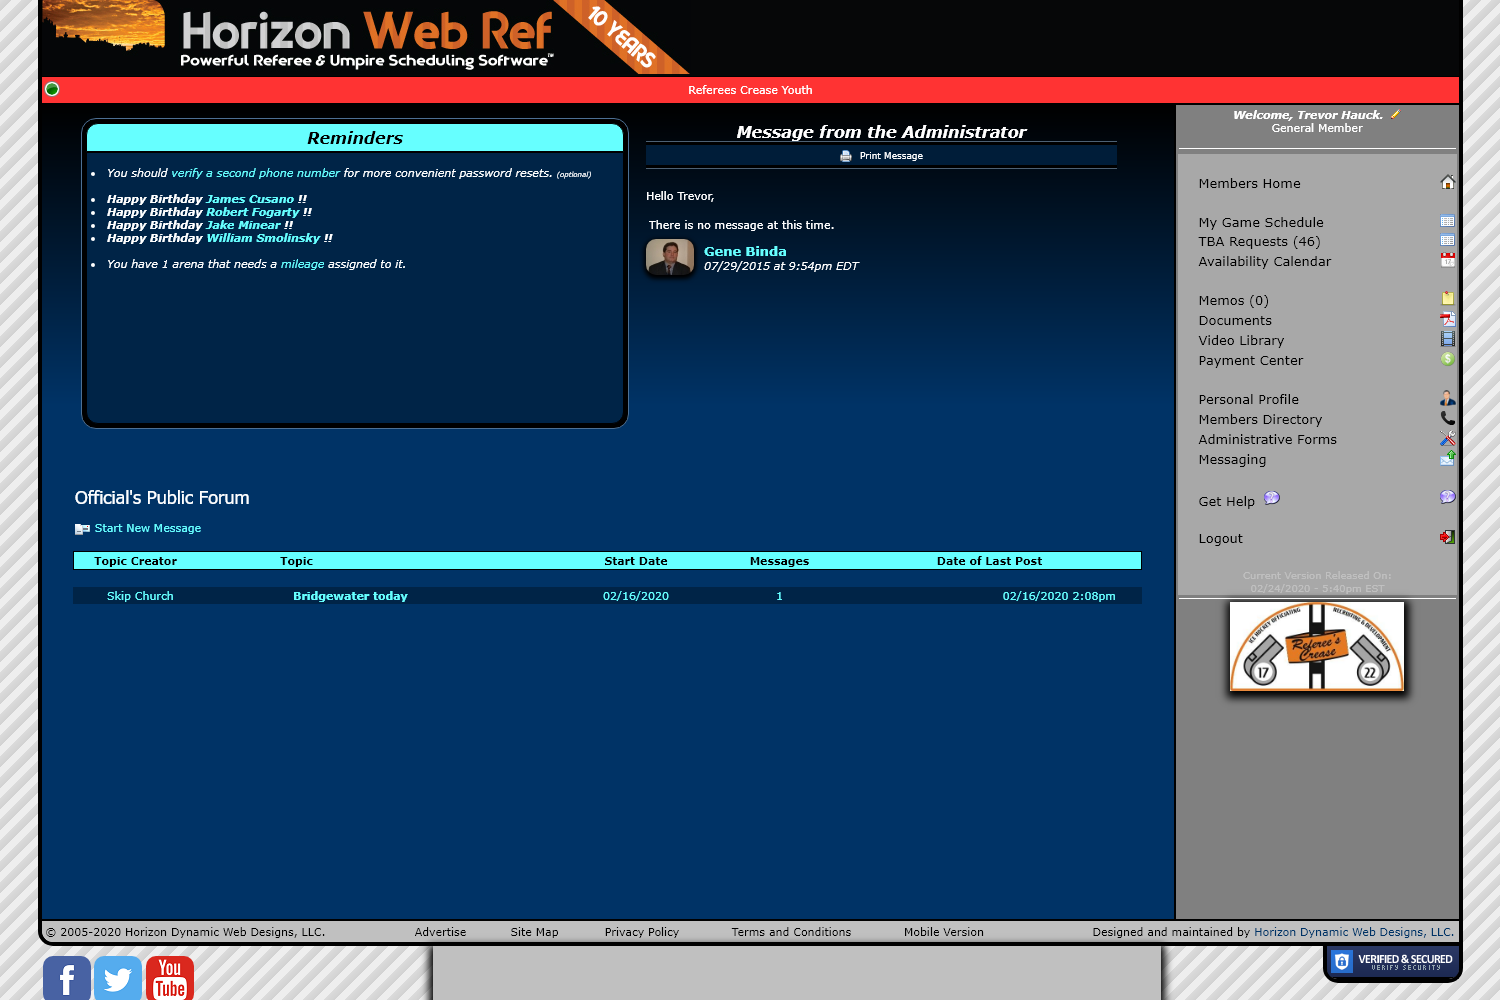 Horizon Web Ref
Powerful Referee & Umpire Scheduling Software™
10 YEARS
Referees Crease Youth
Reminders
You should verify a second phone number for more convenient password resets. (optional)
Happy Birthday James Cusano !!
Happy Birthday Robert Fogarty !!
Happy Birthday Jake Minear !!
Happy Birthday William Smolinsky !!
You have 1 arena that needs a mileage assigned to it.
Message from the Administrator
Print Message
Hello Trevor,
There is no message at this time.
Gene Binda
07/29/2015 at 9:54pm EDT
Official's Public Forum
Start New Message
Topic Creator Topic Start Date Messages Date of Last Post
Skip Church Bridgewater today 02/16/2020 1 02/16/2020 2:08pm
Welcome, Trevor Hauck.
General Member
Members Home
My Game Schedule
TBA Requests (46)
Availability Calendar
Memos (0)
Documents
Video Library
Payment Center
Personal Profile
Members Directory
Administrative Forms
Messaging
Get Help
Logout
Current Version Released On:
02/24/2020 - 5:40pm EST
ICE HOCKEY OFFICIATING RECRUITING & DEVELOPMENT
Referee's
Crease
17 22
© 2005-2020 Horizon Dynamic Web Designs, LLC. Advertise Site Map Privacy Policy Terms and Conditions Mobile Version Designed and maintained by Horizon Dynamic Web Designs, LLC.
f
You
Tube
VERIFIED & SECURED
VERIFY SECURITY